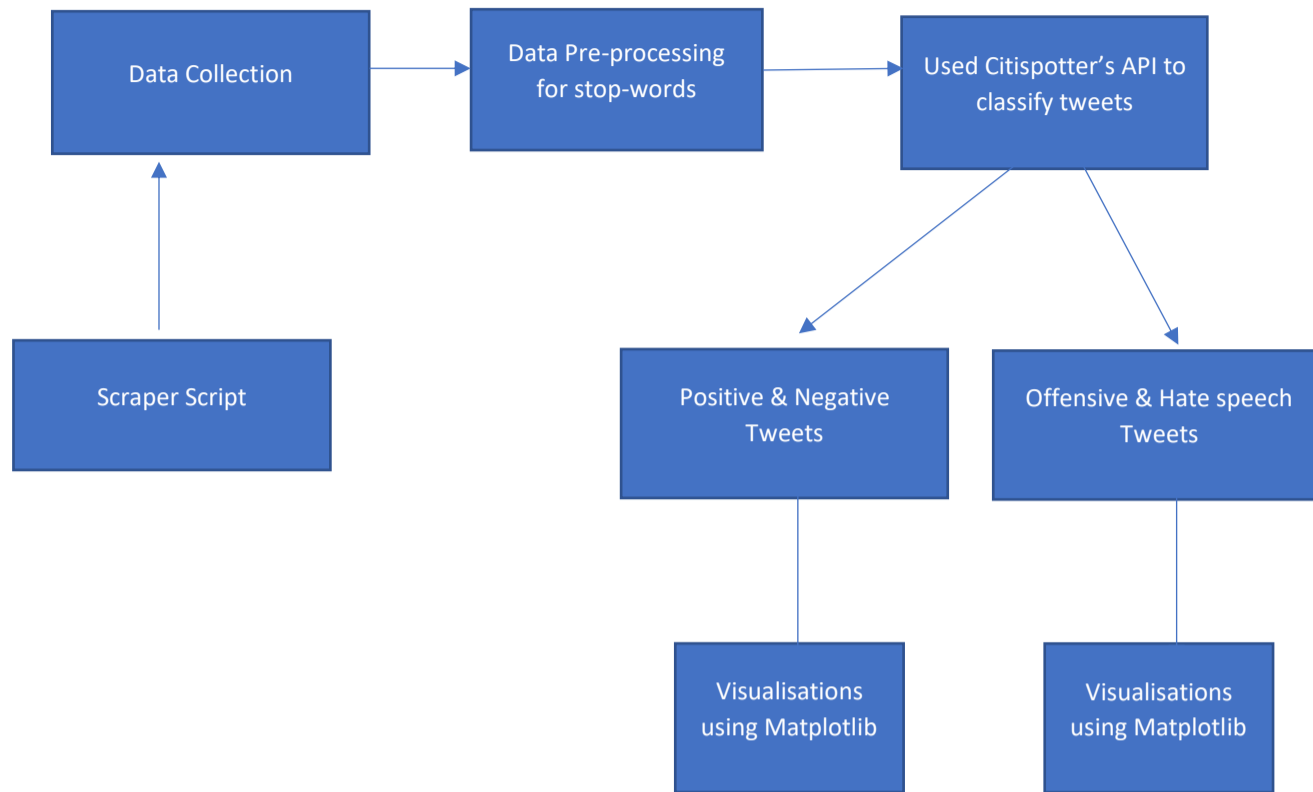 Data Collection
Data Pre-processing
for stop-words
Used Citispotter’s API to
classify tweets
Scraper Script
Positive & Negative
Tweets
Offensive & Hate speech
Tweets
Visualisations
using Matplotlib
Visualisations
using Matplotlib